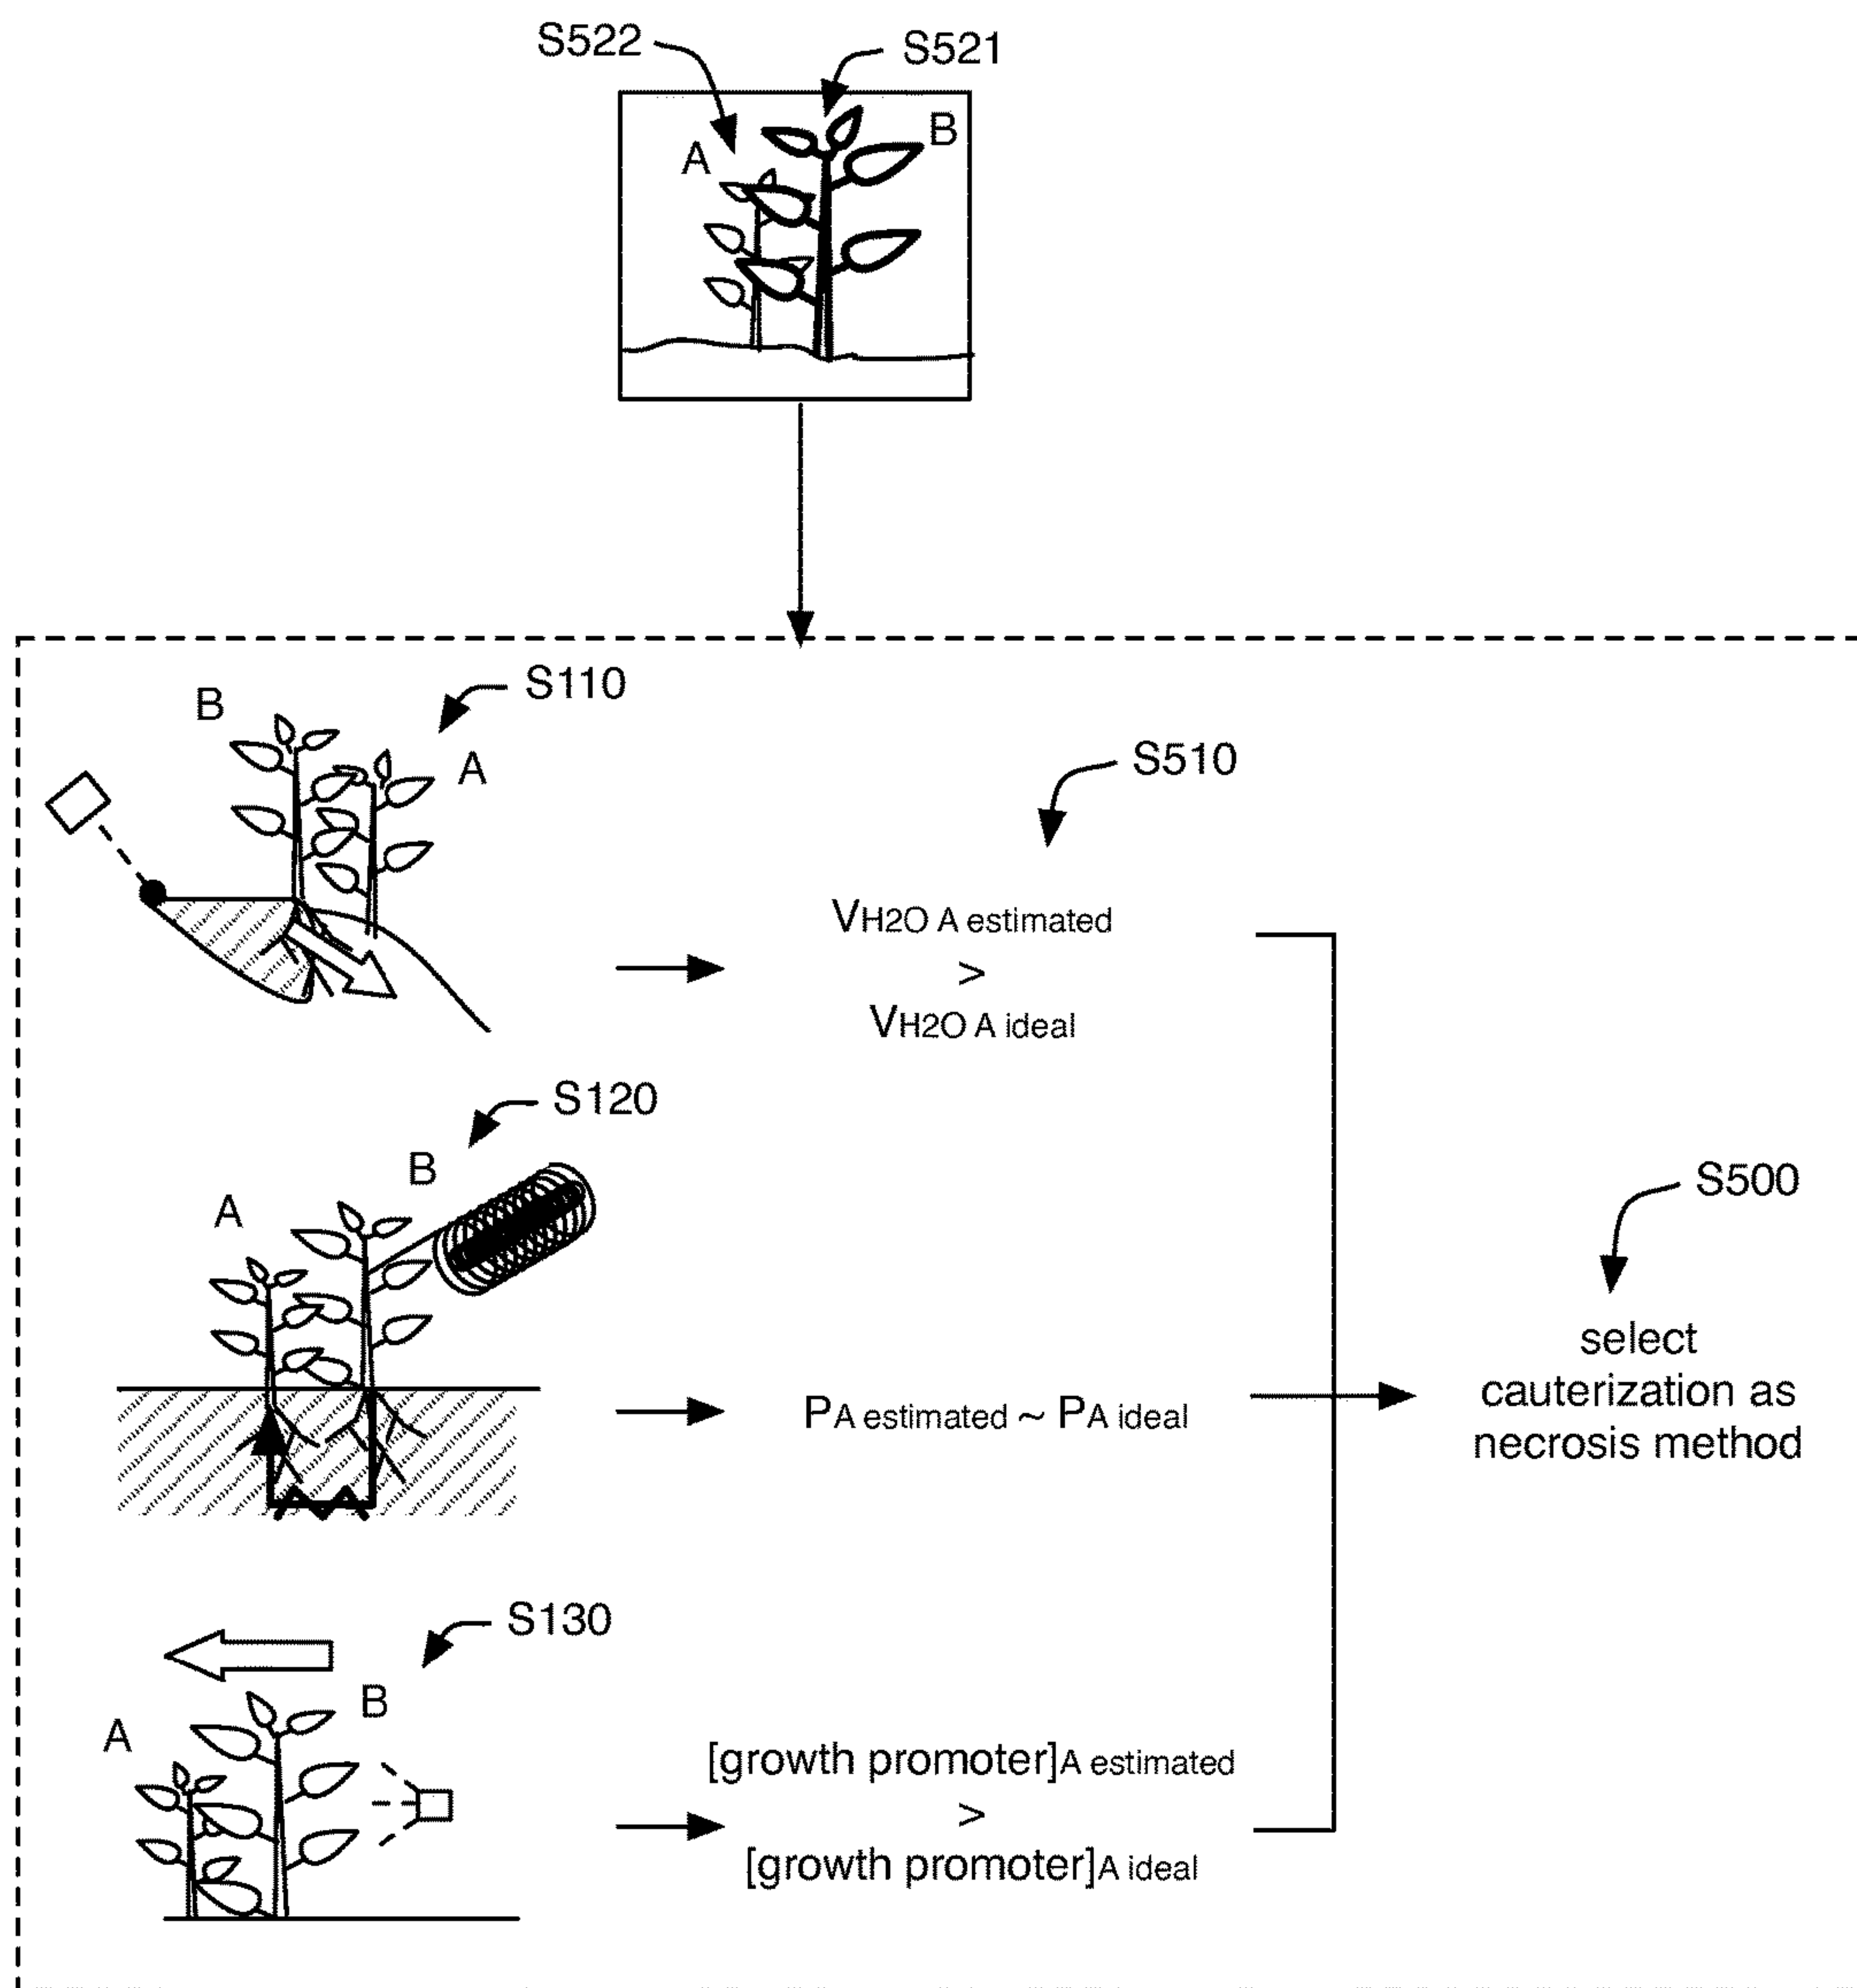 S522
S521
A
B
S110
B
A
S510
VH2O A estimated
>
VH2O A ideal
S120
B
A
S500
PA estimated ~ PA ideal
select
cauterization as
necrosis method
S130
B
A
[growth promoter]A estimated
>
[growth promoter]A ideal